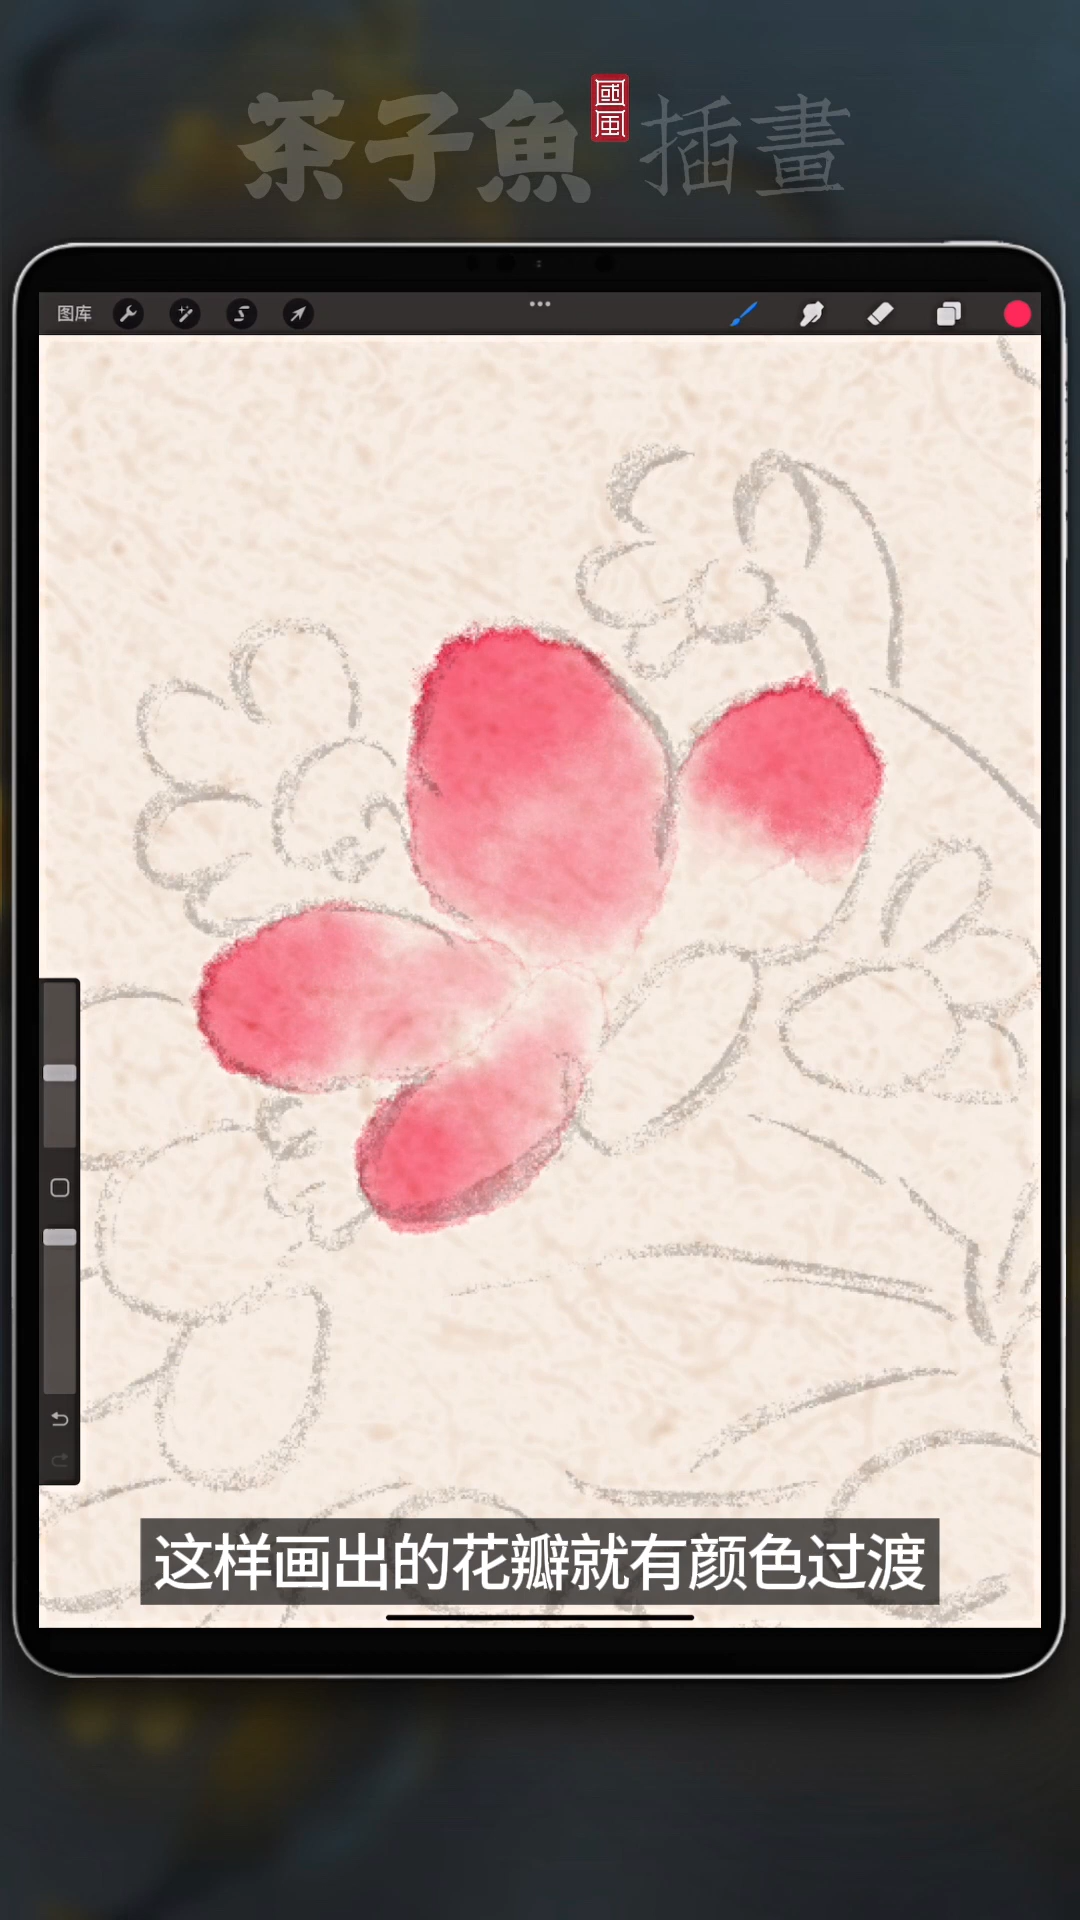 茶子魚
國画
插畫
图库
这样画出的花瓣就有颜色过渡